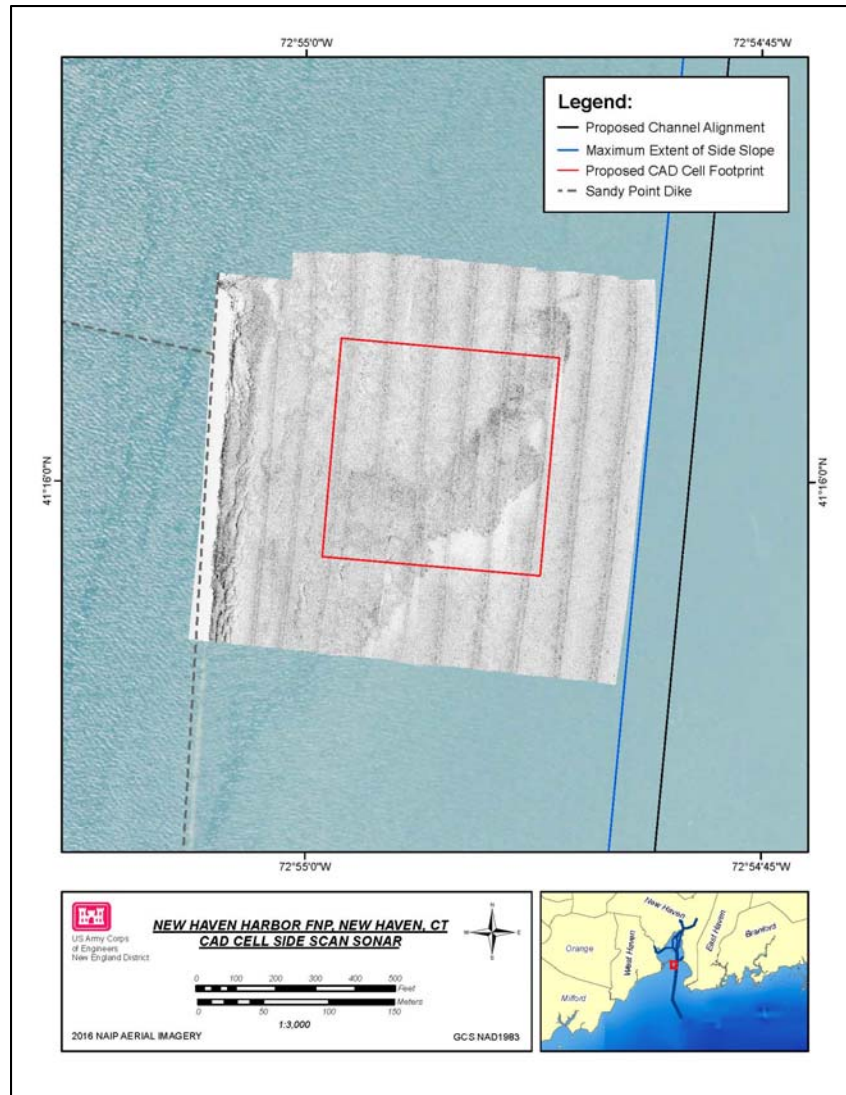 72°55'0"W
72°54'45"W
Legend:
Proposed Channel Alignment
Maximum Extent of Side Slope
Proposed CAD Cell Footprint
Sandy Point Dike
41°16'0"N
41°16'0"N
72°55'0"W
72°54'45"W
US Army Corps
of Engineers
New England District
NEW HAVEN HARBOR FNP, NEW HAVEN, CT
CAD CELL SIDE SCAN SONAR
N
W
E
S
0 100 200 300 400 500
Feet
Meters
0 50 100 150
1:3,000
2016 NAIP AERIAL IMAGERY
GCS NAD1983
New Haven
East Haven
Branford
Orange
West Haven
Milford